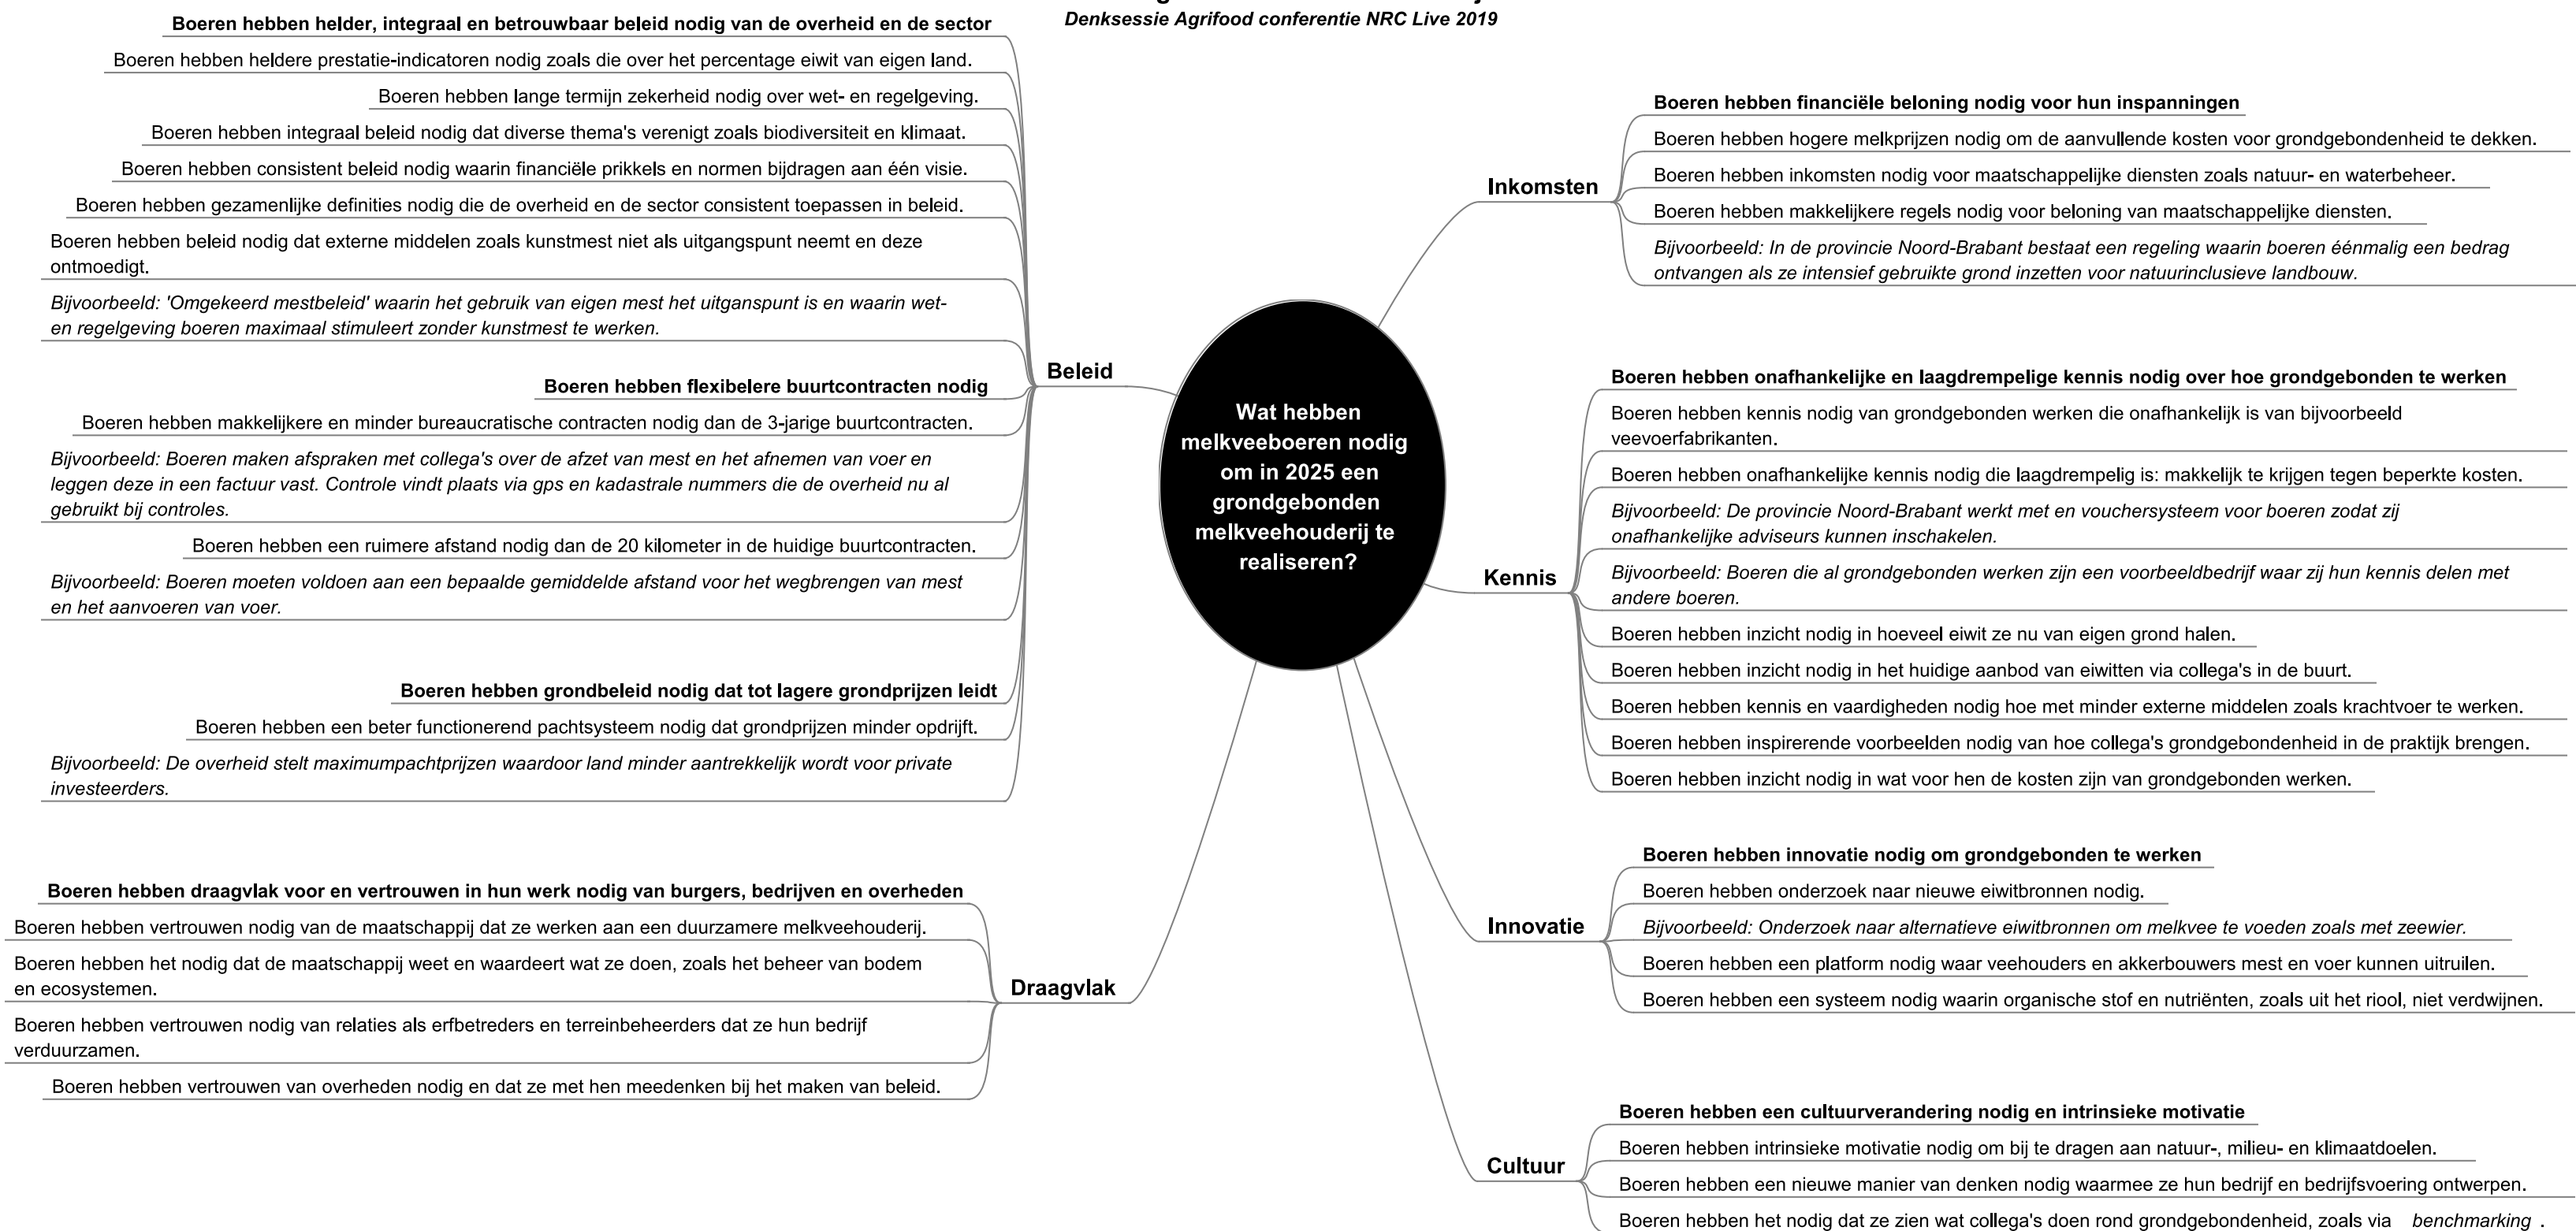 Denksessie Agrifood conferentie NRC Live 2019
Wat hebben
melkveeboeren nodig
om in 2025 een
grondgebonden
melkveehouderij te
realiseren?
Beleid
Boeren hebben helder, integraal en betrouwbaar beleid nodig van de overheid en de sector
Boeren hebben heldere prestatie-indicatoren nodig zoals die over het percentage eiwit van eigen land.
Boeren hebben lange termijn zekerheid nodig over wet- en regelgeving.
Boeren hebben integraal beleid nodig dat diverse thema's verenigt zoals biodiversiteit en klimaat.
Boeren hebben consistent beleid nodig waarin financiële prikkels en normen bijdragen aan één visie.
Boeren hebben gezamenlijke definities nodig die de overheid en de sector consistent toepassen in beleid.
Boeren hebben beleid nodig dat externe middelen zoals kunstmest niet als uitgangspunt neemt en deze
ontmoedigt.
Bijvoorbeeld: 'Omgekeerd mestbeleid' waarin het gebruik van eigen mest het uitganspunt is en waarin wet-
en regelgeving boeren maximaal stimuleert zonder kunstmest te werken.
Boeren hebben flexibelere buurtcontracten nodig
Boeren hebben makkelijkere en minder bureaucratische contracten nodig dan de 3-jarige buurtcontracten.
Bijvoorbeeld: Boeren maken afspraken met collega's over de afzet van mest en het afnemen van voer en
leggen deze in een factuur vast. Controle vindt plaats via gps en kadastrale nummers die de overheid nu al
gebruikt bij controles.
Boeren hebben een ruimere afstand nodig dan de 20 kilometer in de huidige buurtcontracten.
Bijvoorbeeld: Boeren moeten voldoen aan een bepaalde gemiddelde afstand voor het wegbrengen van mest
en het aanvoeren van voer.
Boeren hebben grondbeleid nodig dat tot lagere grondprijzen leidt
Boeren hebben een beter functionerend pachtsysteem nodig dat grondprijzen minder opdrijft.
Bijvoorbeeld: De overheid stelt maximumpachtprijzen waardoor land minder aantrekkelijk wordt voor private
investeerders.
Draagvlak
Boeren hebben draagvlak voor en vertrouwen in hun werk nodig van burgers, bedrijven en overheden
Boeren hebben vertrouwen nodig van de maatschappij dat ze werken aan een duurzamere melkveehouderij.
Boeren hebben het nodig dat de maatschappij weet en waardeert wat ze doen, zoals het beheer van bodem
en ecosystemen.
Boeren hebben vertrouwen nodig van relaties als erfbetreders en terreinbeheerders dat ze hun bedrijf
verduurzamen.
Boeren hebben vertrouwen van overheden nodig en dat ze met hen meedenken bij het maken van beleid.
Inkomsten
Boeren hebben financiële beloning nodig voor hun inspanningen
Boeren hebben hogere melkprijzen nodig om de aanvullende kosten voor grondgebondenheid te dekken.
Boeren hebben inkomsten nodig voor maatschappelijke diensten zoals natuur- en waterbeheer.
Boeren hebben makkelijkere regels nodig voor beloning van maatschappelijke diensten.
Bijvoorbeeld: In de provincie Noord-Brabant bestaat een regeling waarin boeren éénmalig een bedrag
ontvangen als ze intensief gebruikte grond inzetten voor natuurinclusieve landbouw.
Kennis
Boeren hebben onafhankelijke en laagdrempelige kennis nodig over hoe grondgebonden te werken
Boeren hebben kennis nodig van grondgebonden werken die onafhankelijk is van bijvoorbeeld
veevoerfabrikanten.
Boeren hebben onafhankelijke kennis nodig die laagdrempelig is: makkelijk te krijgen tegen beperkte kosten.
Bijvoorbeeld: De provincie Noord-Brabant werkt met en vouchersysteem voor boeren zodat zij
onafhankelijke adviseurs kunnen inschakelen.
Bijvoorbeeld: Boeren die al grondgebonden werken zijn een voorbeeldbedrijf waar zij hun kennis delen met
andere boeren.
Boeren hebben inzicht nodig in hoeveel eiwit ze nu van eigen grond halen.
Boeren hebben inzicht nodig in het huidige aanbod van eiwitten via collega's in de buurt.
Boeren hebben kennis en vaardigheden nodig hoe met minder externe middelen zoals krachtvoer te werken.
Boeren hebben inspirerende voorbeelden nodig van hoe collega's grondgebondenheid in de praktijk brengen.
Boeren hebben inzicht nodig in wat voor hen de kosten zijn van grondgebonden werken.
Innovatie
Boeren hebben innovatie nodig om grondgebonden te werken
Boeren hebben onderzoek naar nieuwe eiwitbronnen nodig.
Bijvoorbeeld: Onderzoek naar alternatieve eiwitbronnen om melkvee te voeden zoals met zeewier.
Boeren hebben een platform nodig waar veehouders en akkerbouwers mest en voer kunnen uitruilen.
Boeren hebben een systeem nodig waarin organische stof en nutriënten, zoals uit het riool, niet verdwijnen.
Cultuur
Boeren hebben een cultuurverandering nodig en intrinsieke motivatie
Boeren hebben intrinsieke motivatie nodig om bij te dragen aan natuur-, milieu- en klimaatdoelen.
Boeren hebben een nieuwe manier van denken nodig waarmee ze hun bedrijf en bedrijfsvoering ontwerpen.
Boeren hebben het nodig dat ze zien wat collega's doen rond grondgebondenheid, zoals via benchmarking .